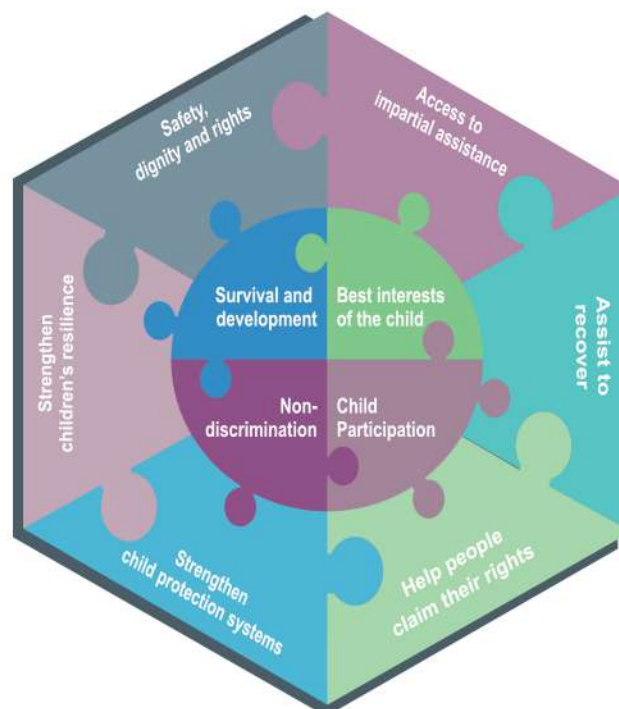 Safety,
dignity and rights
Access to
impartial assistance
Strengthen
children's resilience
Survival and
development
Best interests
of the child
Assist to
recover
Non-
discrimination
Child
Participation
Strengthen
child protection systems
Help people
claim their rights